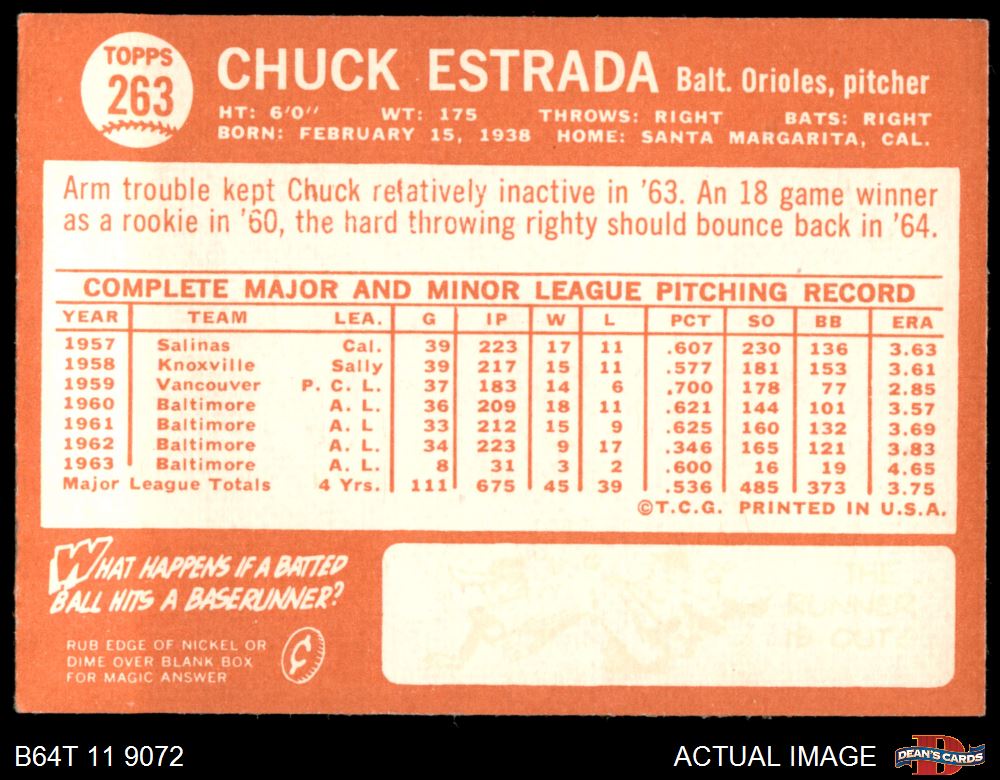 TOPPS
263
CHUCK ESTRADA Balt. Orioles, pitcher
HT: 6'0" WT: 175 THROWS: RIGHT BATS: RIGHT
BORN: FEBRUARY 15, 1938 HOME: SANTA MARGARITA, CAL.
Arm trouble kept Chuck relatively inactive in '63. An 18 game winner
as a rookie in '60, the hard throwing righty should bounce back in '64.
COMPLETE MAJOR AND MINOR LEAGUE PITCHING RECORD
YEAR TEAM LEA. G IP W L PCT SO BB ERA
1957 Salinas Cal. 39 223 17 11 .607 230 136 3.63
1958 Knoxville Sally 39 217 15 11 .577 181 153 3.61
1959 Vancouver P. C. L. 37 183 14 6 .700 178 77 2.85
1960 Baltimore A. L. 36 209 18 11 .621 144 101 3.57
1961 Baltimore A. L 33 212 15 9 .625 160 132 3.69
1962 Baltimore A. L. 34 223 9 17 .346 165 121 3.83
1963 Baltimore A. L. 8 31 3 2 .600 16 19 4.65
Major League Totals 4 Yrs. 111 675 45 39 .536 485 373 3.75
©T.C.G. PRINTED IN U.S.A.
WHAT HAPPENS IF A BATTED
BALL HITS A BASERUNNER?
RUB EDGE OF NICKEL OR
DIME OVER BLANK BOX
FOR MAGIC ANSWER
¢
THE
RUNNER
IS OUT
B64T 11 9072 ACTUAL IMAGE
DEAN'S CARDS